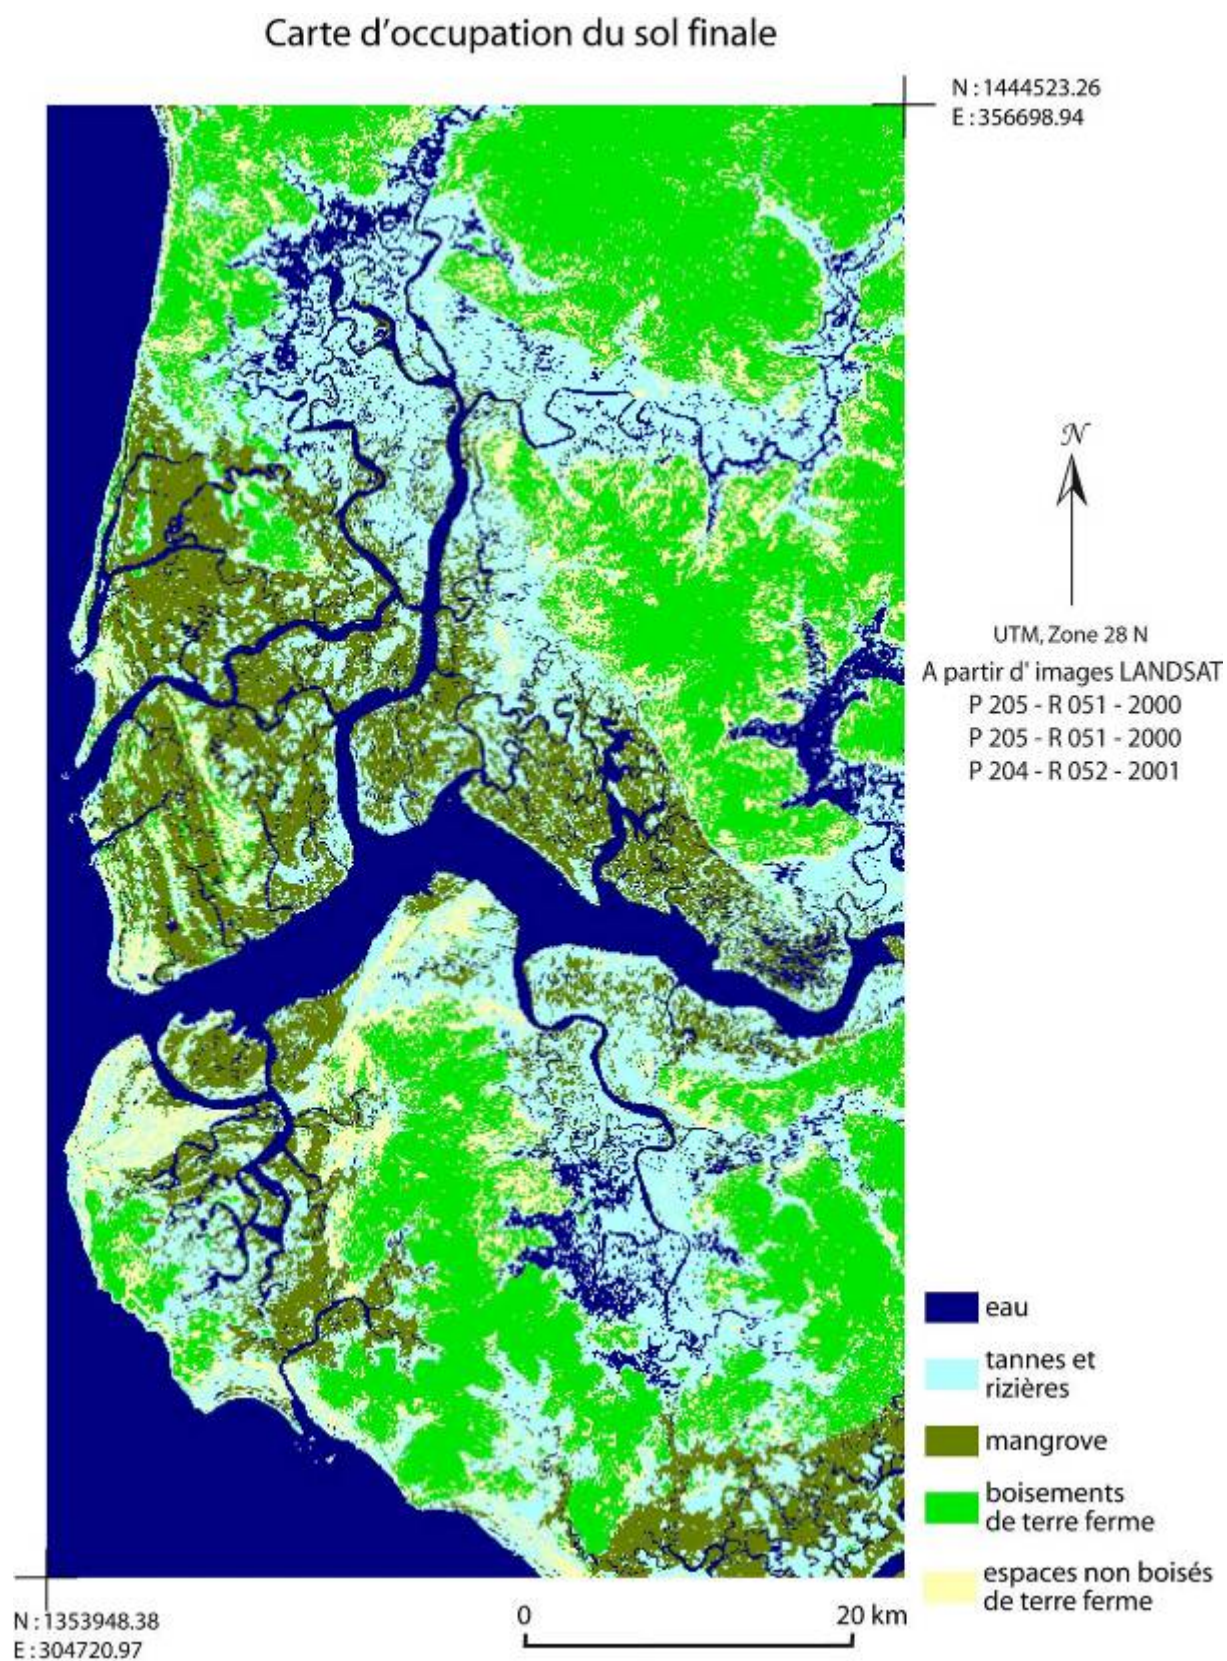 Carte d'occupation du sol finale
N : 1444523.26
E : 356698.94
N
UTM, Zone 28 N
A partir d' images LANDSAT
P 205 - R 051 - 2000
P 205 - R 051 - 2000
P 204 - R 052 - 2001
eau
tannes et
rizières
mangrove
boisements
de terre ferme
espaces non boisés
de terre ferme
0 20 km
N : 1353948.38
E : 304720.97